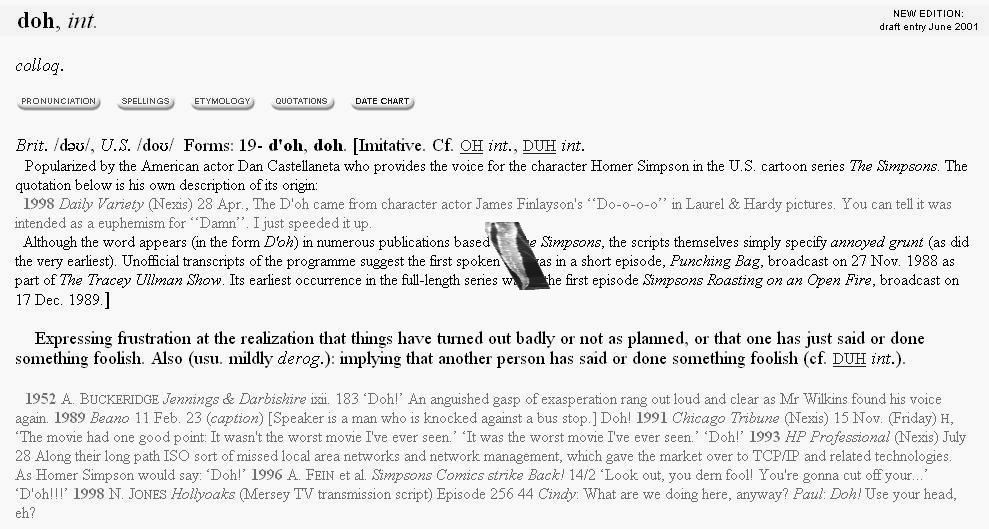 doh, int.
NEW EDITION:
draft entry June 2001
colloq.
PRONUNCIATION SPELLINGS ETYMOLOGY QUOTATIONS DATE CHART
Brit. /dəʊ/, U.S. /doʊ/ Forms: 19- d'oh, doh. [Imitative. Cf. OH int., DUH int.
Popularized by the American actor Dan Castellaneta who provides the voice for the character Homer Simpson in the U.S. cartoon series The Simpsons. The
quotation below is his own description of its origin:
1998 Daily Variety (Nexis) 28 Apr., The D'oh came from character actor James Finlayson's ‘‘Do-o-o-o’’ in Laurel & Hardy pictures. You can tell it was
intended as a euphemism for ‘‘Damn’’. I just speeded it up.
Although the word appears (in the form D'oh) in numerous publications based Simpsons, the scripts themselves simply specify annoyed grunt (as did
the very earliest). Unofficial transcripts of the programme suggest the first spoken in a short episode, Punching Bag, broadcast on 27 Nov. 1988 as
part of The Tracey Ullman Show. Its earliest occurrence in the full-length series the first episode Simpsons Roasting on an Open Fire, broadcast on
17 Dec. 1989.]
Expressing frustration at the realization that things have turned out badly or not as planned, or that one has just said or done
something foolish. Also (usu. mildly derog.): implying that another person has said or done something foolish (cf. DUH int.).
1952 A. BUCKERIDGE Jennings & Darbishire ixii. 183 ‘Doh!’ An anguished gasp of exasperation rang out loud and clear as Mr Wilkins found his voice
again. 1989 Beano 11 Feb. 23 (caption) [Speaker is a man who is knocked against a bus stop.] Doh! 1991 Chicago Tribune (Nexis) 15 Nov. (Friday) H,
‘The movie had one good point: It wasn't the worst movie I've ever seen.’ ‘It was the worst movie I've ever seen.’ ‘Doh!’ 1993 HP Professional (Nexis) July
28 Along their long path ISO sort of missed local area networks and network management, which gave the market over to TCP/IP and related technologies.
As Homer Simpson would say: ‘Doh!’ 1996 A. FEIN et al. Simpsons Comics strike Back! 14/2 ‘Look out, you dern fool! You're gonna cut off your...’
‘D'oh!!!’ 1998 N. JONES Hollyoaks (Mersey TV transmission script) Episode 256 44 Cindy: What are we doing here, anyway? Paul: Doh! Use your head,
eh?